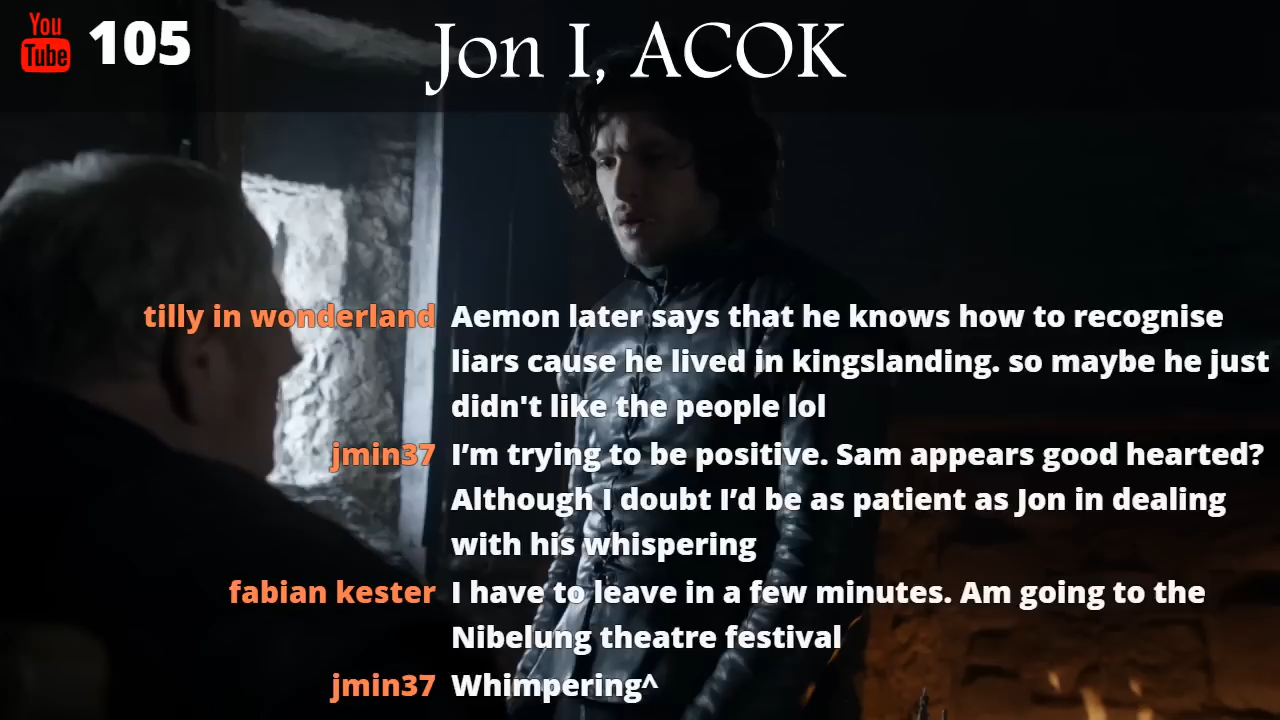 You
Tube
105
Jon I, ACOK
tilly in wonderland Aemon later says that he knows how to recognise
liars cause he lived in kingslanding. so maybe he just
didn't like the people lol
jmin37 I’m trying to be positive. Sam appears good hearted?
Although I doubt I’d be as patient as Jon in dealing
with his whispering
fabian kester I have to leave in a few minutes. Am going to the
Nibelung theatre festival
jmin37 Whimpering^